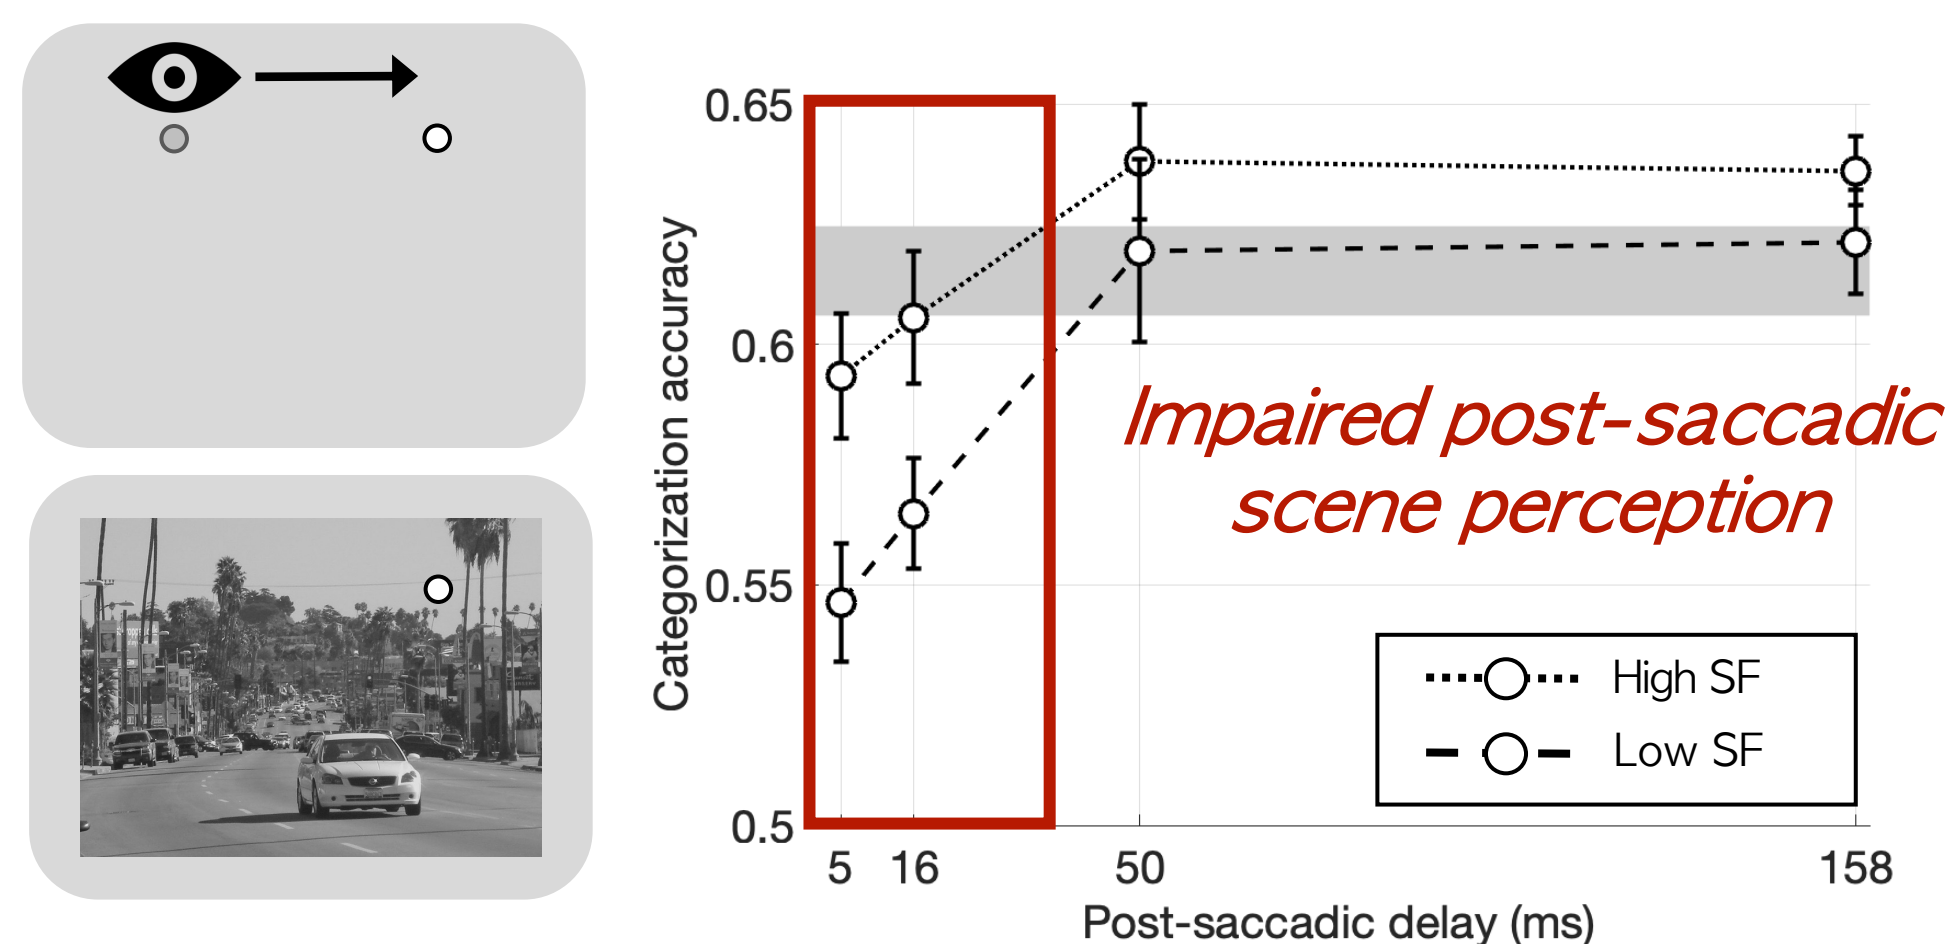 0.65
0.6
0.55
0.5
Categorization accuracy
5 16 50 158
Post-saccadic delay (ms)
Impaired post-saccadic
scene perception
High SF
Low SF